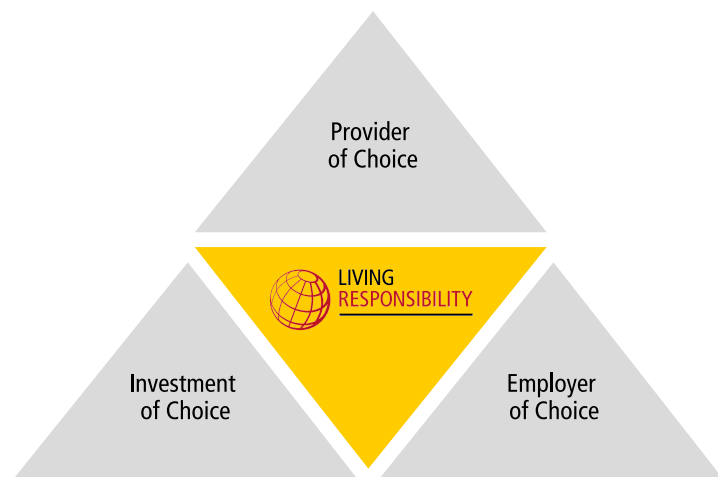 Provider
of Choice
LIVING
RESPONSIBILITY
Investment
of Choice
Employer
of Choice